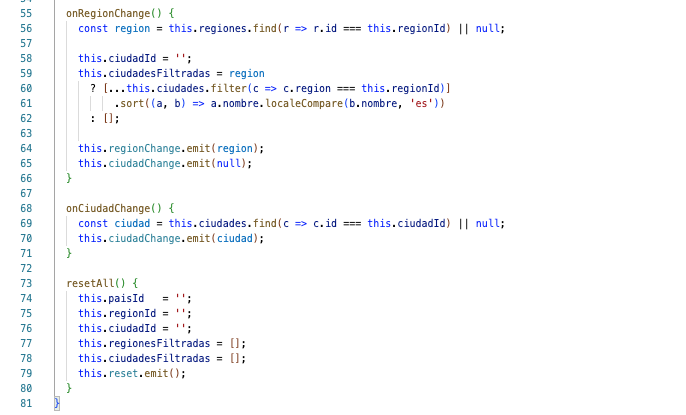 55 onRegionChange() {
56 const region = this.regiones.find(r => r.id === this.regionId) || null;
57
58 this.ciudadId = '';
59 this.ciudadesFiltradas = region
60 ? [...this.ciudades.filter(c => c.region === this.regionId)]
61 .sort((a, b) => a.nombre.localeCompare(b.nombre, 'es'))
62 : [];
63
64 this.regionChange.emit(region);
65 this.ciudadChange.emit(null);
66 }
67
68 onCiudadChange() {
69 const ciudad = this.ciudades.find(c => c.id === this.ciudadId) || null;
70 this.ciudadChange.emit(ciudad);
71 }
72
73 resetAll() {
74 this.paisId   = '';
75 this.regionId = '';
76 this.ciudadId = '';
77 this.regionesFiltradas = [];
78 this.ciudadesFiltradas = [];
79 this.reset.emit();
80 }
81 }